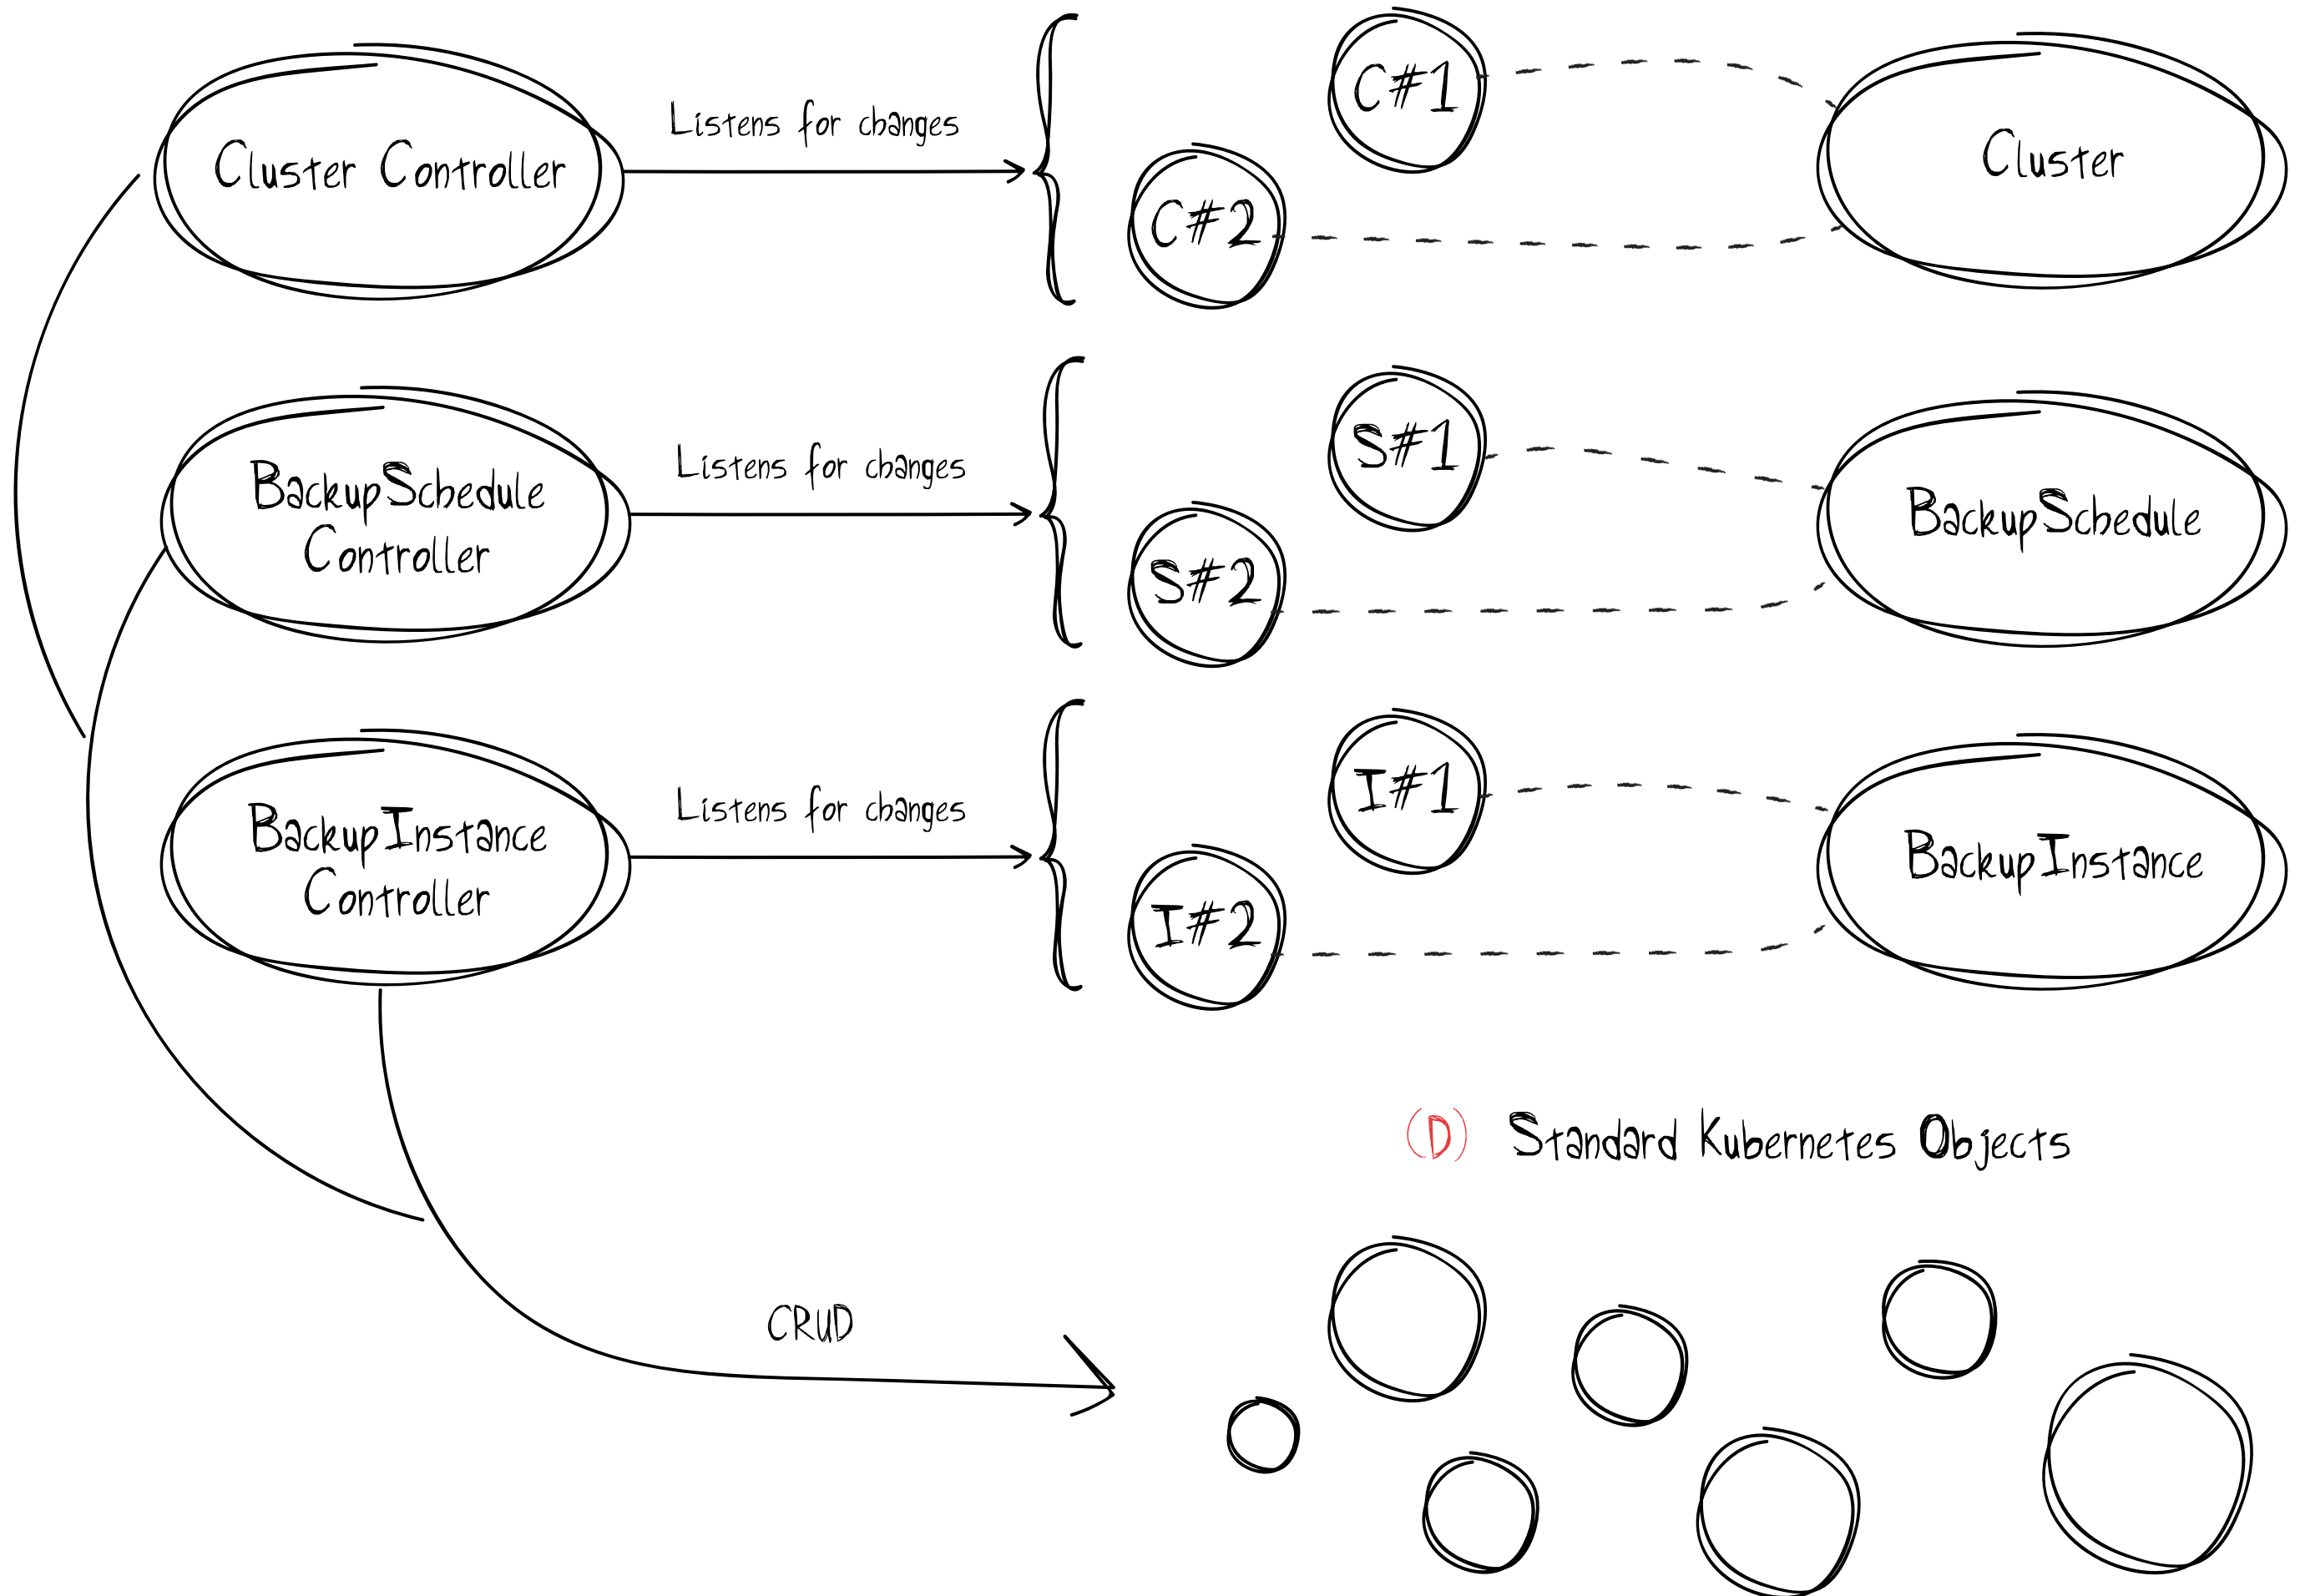 Cluster Controller
Listens for changes
C#1
C#2
Cluster
BackupSchedule
Controller
Listens for changes
S#1
S#2
BackupSchedule
BackupInstance
Controller
Listens for changes
I#1
I#2
BackupInstance
(D) Standard Kubernetes Objects
CRUD